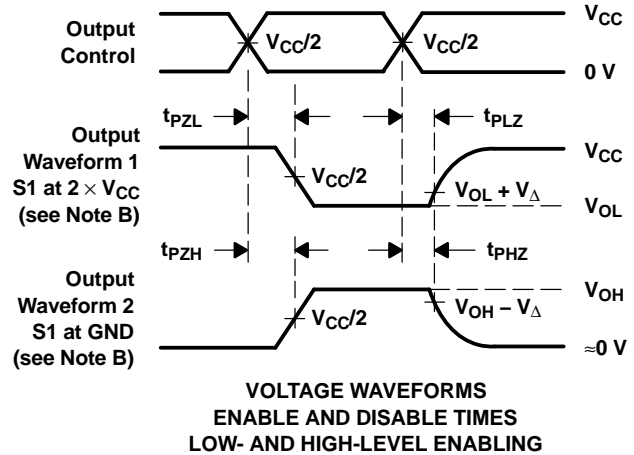 Output
Control
VCC/2
VCC/2
VCC
0 V
tPZL
tPLZ
Output
Waveform 1
S1 at 2 × VCC
(see Note B)
VCC/2
VCC
VOL + VΔ
VOL
tPZH
tPHZ
Output
Waveform 2
S1 at GND
(see Note B)
VCC/2
VOH
VOH – VΔ
≈0 V
VOLTAGE WAVEFORMS
ENABLE AND DISABLE TIMES
LOW- AND HIGH-LEVEL ENABLING